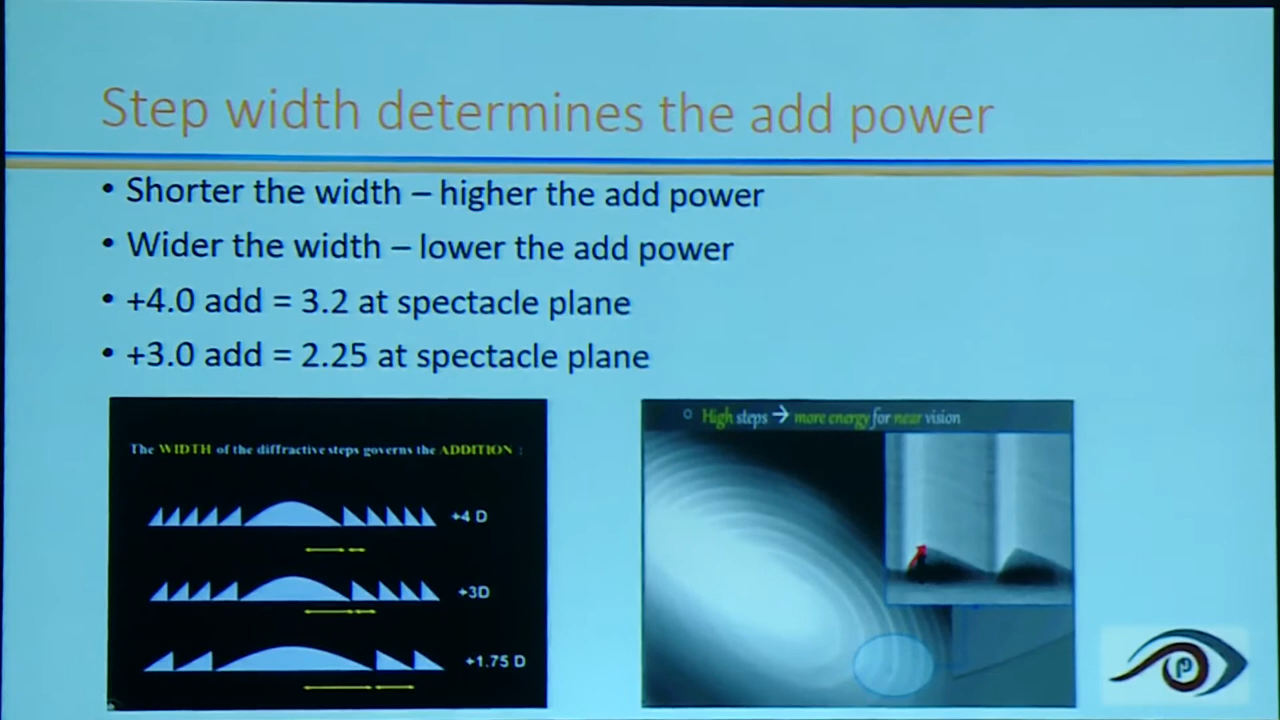 Step width determines the add power
• Shorter the width – higher the add power
• Wider the width – lower the add power
• +4.0 add = 3.2 at spectacle plane
• +3.0 add = 2.25 at spectacle plane
The WIDTH of the diffractive steps governs the ADDITION :
+4 D
+3D
+1.75 D
○ High steps → more energy for near vision